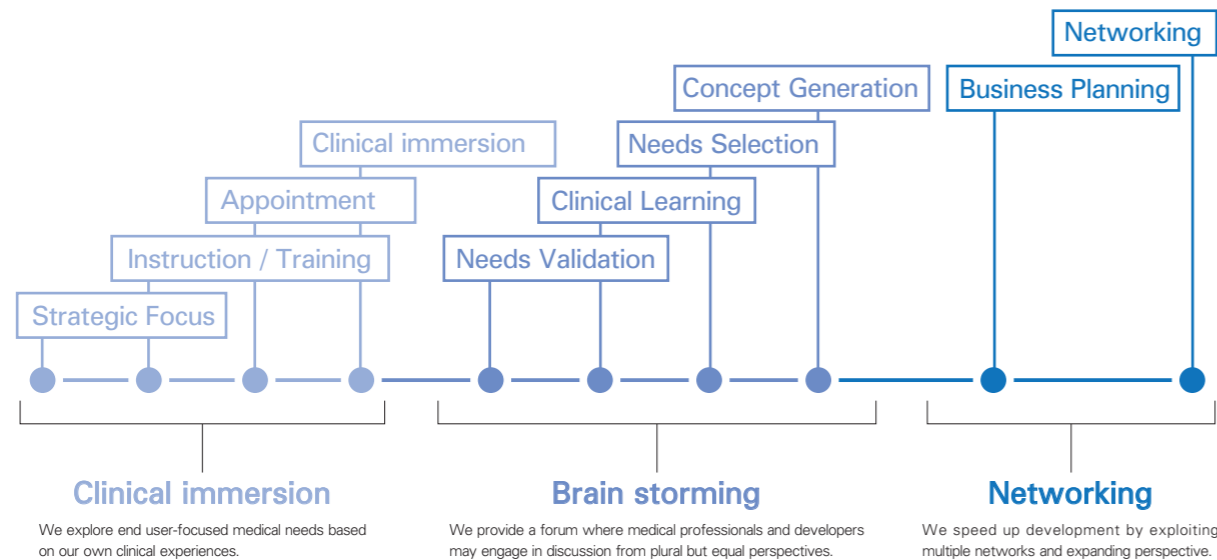 Networking
Concept Generation
Business Planning
Clinical immersion
Needs Selection
Appointment
Clinical Learning
Instruction / Training
Needs Validation
Strategic Focus
Clinical immersion
We explore end user-focused medical needs based
on our own clinical experiences.
Brain storming
We provide a forum where medical professionals and developers
may engage in discussion from plural but equal perspectives.
Networking
We speed up development by exploiting
multiple networks and expanding perspective.